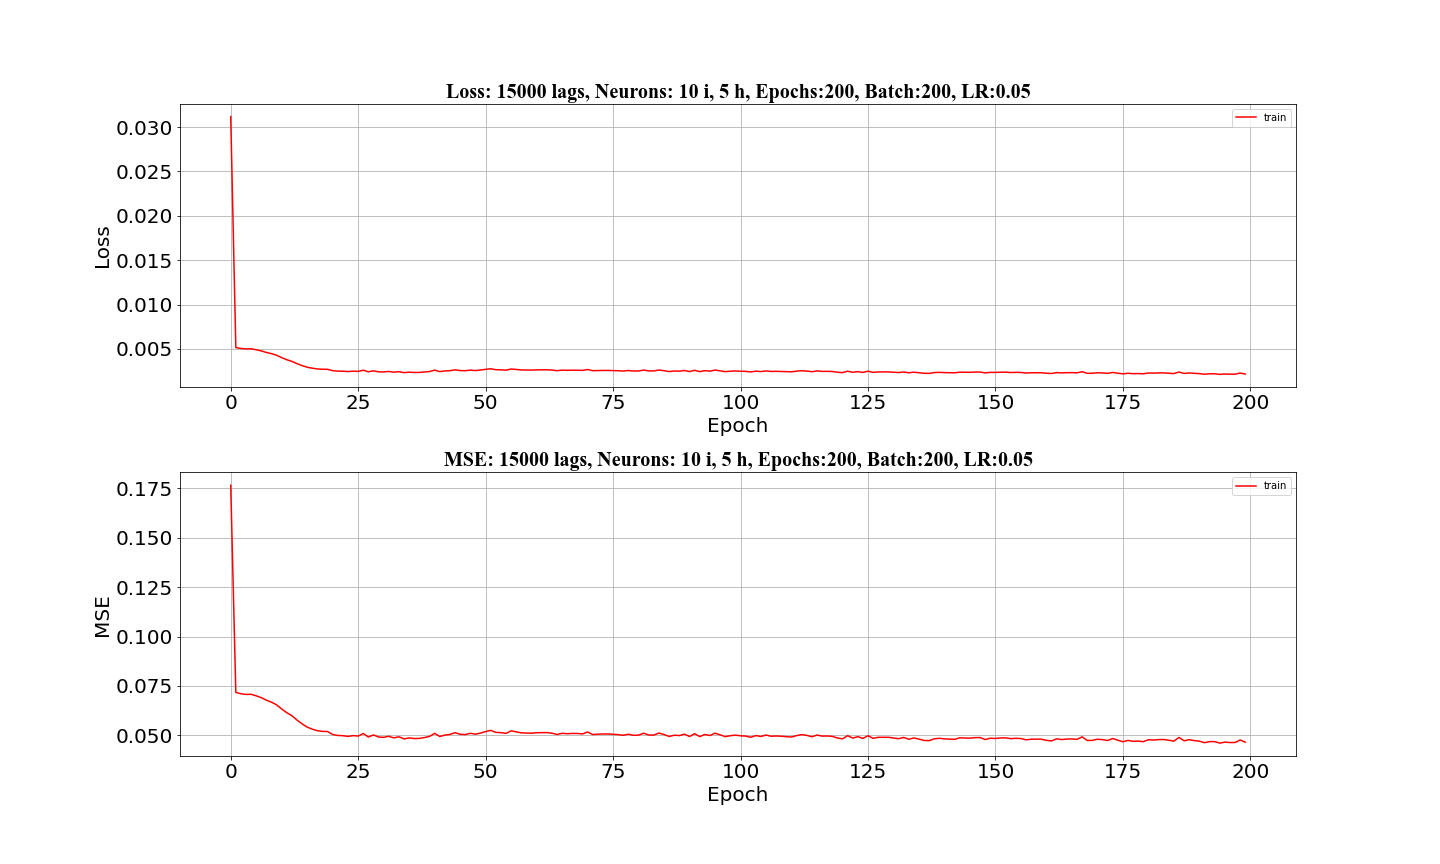 Loss: 15000 lags, Neurons: 10 i, 5 h, Epochs:200, Batch:200, LR:0.05
train
0.030
0.025
0.020
0.015
0.010
0.005
Loss
0 25 50 75 100 125 150 175 200
Epoch
MSE: 15000 lags, Neurons: 10 i, 5 h, Epochs:200, Batch:200, LR:0.05
train
0.175
0.150
0.125
0.100
0.075
0.050
MSE
0 25 50 75 100 125 150 175 200
Epoch